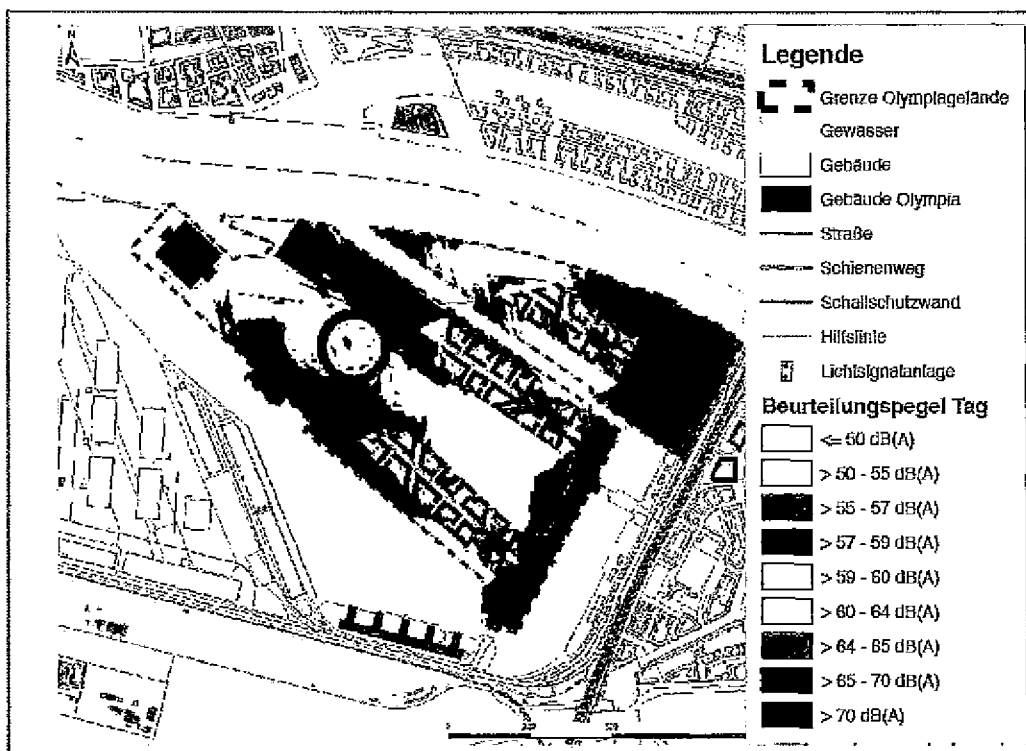 N
Legende
Grenze Olympiagelände
Gewässer
Gebäude
Gebäude Olympia
Straße
Schienenweg
Schallschutzwand
Hilfslinie
Lichtsignalanlage
Beurteilungspegel Tag
<= 50 dB(A)
> 50 - 55 dB(A)
> 55 - 57 dB(A)
> 57 - 59 dB(A)
> 59 - 60 dB(A)
> 60 - 64 dB(A)
> 64 - 65 dB(A)
> 65 - 70 dB(A)
> 70 dB(A)